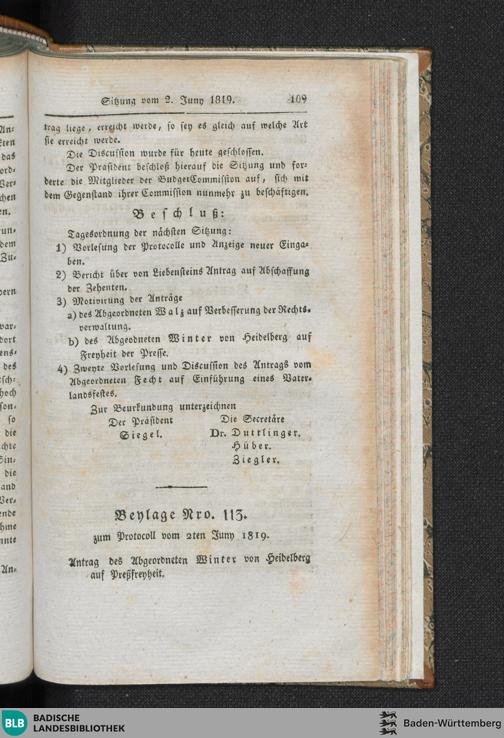 Sitzung vom 2. Juny 1819. 109
trag liege, erreicht werde, so sey es gleich auf welche Art
sie erreicht werde.
Die Discussion wurde für heute geschlossen.
Der Präsident beschloß hierauf die Sitzung und for-
derte die Mitglieder der BudgetCommission auf, sich mit
dem Gegenstand ihrer Commission nunmehr zu beschäftigen.
Beschluß:
Tagesordnung der nächsten Sitzung:
1) Vorlesung der Protocolle und Anzeige neuer Einga-
ben.
2) Bericht über von Liebensteins Antrag auf Abschaffung
der Zehenten.
3) Motivirung der Anträge
a) des Abgeordneten Walz auf Verbesserung der Rechts-
verwaltung.
b) des Abgeordneten Winter von Heidelberg auf
Freyheit der Presse.
4) Zweyte Vorlesung und Discussion des Antrags vom
Abgeordneten Fecht auf Einführung eines Vater-
landsfestes.
Zur Beurkundung unterzeichnen
Der Präsident Die Secretäre
Siegel. Dr. Duttlinger.
Hüber.
Ziegler.
Beylage Nro. 113.
zum Protocoll vom 2ten Juny 1819.
Antrag des Abgeordneten Winter von Heidelberg
auf Preßfreyheit.
BLB BADISCHE
LANDESBIBLIOTHEK
Baden-Württemberg